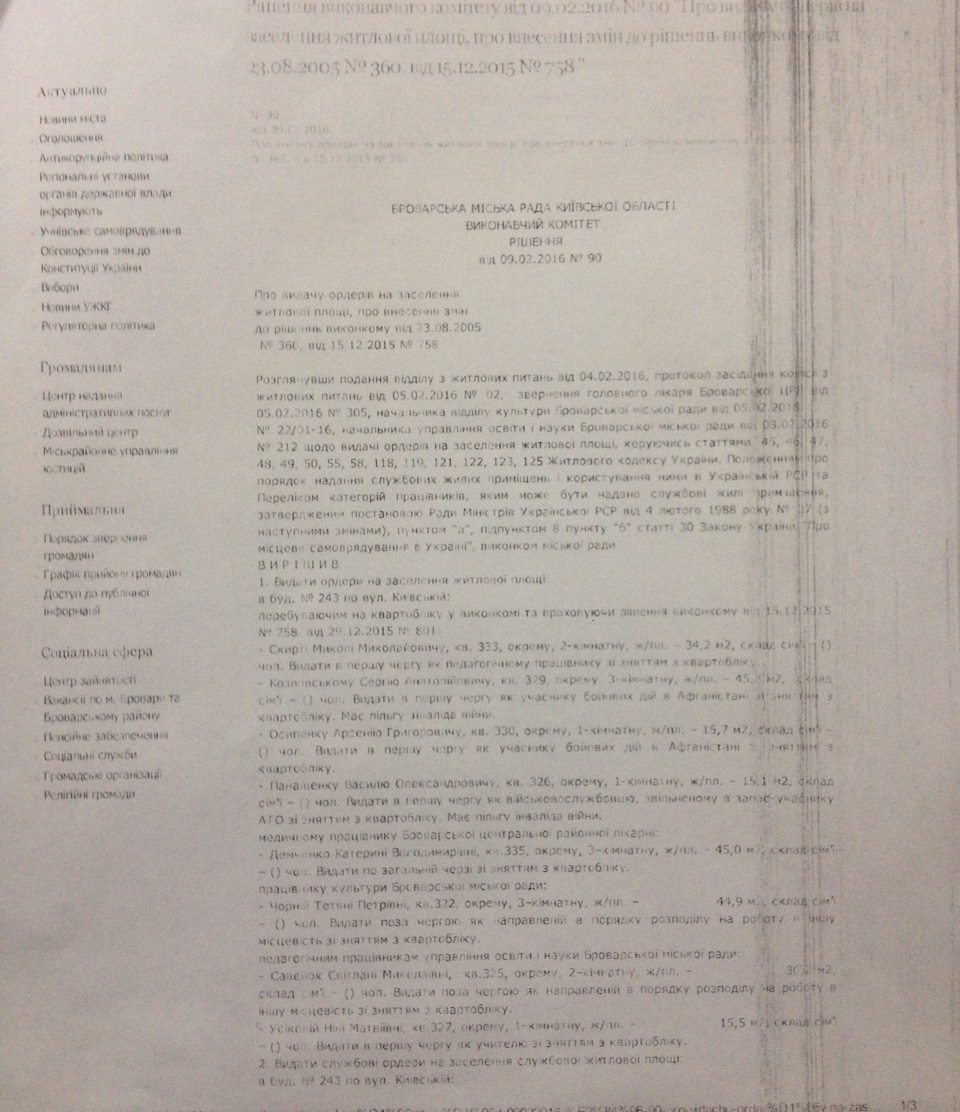 Рішення виконавчого комітету від 09.02.2016 № 90 "Про видачу ордерів на
заселення житлової площі, про внесення змін до рішень виконкому від
23.08.2005 № 360, від 15.12.2015 № 758"
Актуально
Новини міста
Оголошення
Антикорупційна політика
Регіональні установи
органів державної влади
інформують
Учнівське самоврядування
Обговорення змін до
Конституції України
Вибори
Новини УЖКГ
Регуляторна політика
Громадянам
Центр надання
адміністративних послуг
Дозвільний центр
Міськрайонне управління
юстиції
Приймальня
Порядок звернення
громадян
Графік прийому громадян
Доступ до публічної
інформації
Соціальна сфера
Центр зайнятості
Вакансії по м. Бровари та
Броварському району
Пенсійне забезпечення
Соціальні служби
Громадські організації
Релігійні громади
№ 90
від 09.02.2016
Про видачу ордерів на заселення житлової площі, про внесення змін до рішень виконкому
№ 360, від 15.12.2015 № 758
БРОВАРСЬКА МІСЬКА РАДА КИЇВСЬКОЇ ОБЛАСТІ
ВИКОНАВЧИЙ КОМІТЕТ
РІШЕННЯ
від 09.02.2016 № 90
Про видачу ордерів на заселення
житлової площі, про внесення змін
до рішень виконкому від 23.08.2005
№ 360, від 15.12.2015 № 758
Розглянувши подання відділу з житлових питань від 04.02.2016, протокол засідання комісії з
житлових питань від 05.02.2016 № 02, звернення головного лікаря Броварської ЦРЛ від
05.02.2016 № 305, начальника відділу культури Броварської міської ради від 05.02.2016
№ 22/01-16, начальника управління освіти і науки Броварської міської ради від 03.02.2016
№ 212 щодо видачі ордерів на заселення житлової площі, керуючись статтями, 45, 46, 47,
48, 49, 50, 55, 58, 118, 119, 121, 122, 123, 125 Житлового кодексу України, Положенням про
порядок надання службових жилих приміщень і користування ними в Українській РСР та
Переліком категорій працівників, яким може бути надано службові жилі приміщення,
затвердженим постановою Ради Міністрів Української РСР від 4 лютого 1988 року № 37 (з
наступними змінами), пунктом "а", підпунктом 8 пункту "б" статті 30 Закону України "Про
місцеве самоврядування в Україні", виконком міської ради
В И Р І Ш И В:
1. Видати ордери на заселення житлової площі
в буд. № 243 по вул. Київській:
перебуваючим на квартобліку у виконкомі та враховуючи рішення виконкому від 15.12.2015
№ 758 від 29.12.2015 № 801:
- Скирті Миколі Миколайовичу, кв. 333, окрему, 2-кімнатну, ж/пл. – 34,2 м2, склад сім'ї – ()
чол. Видати в першу чергу як педагогічному працівнику зі зняттям з квартобліку.
- Сергію Анатолійовичу, кв. 329, окрему, 3-кімнатну, ж/пл. – м2, склад
сім'ї – () чол. Видати в першу чергу як учаснику бойових дій в Афганістані зі зняттям з
квартобліку. Має пільгу інваліда війни.
- Осипенку Арсенію Григоровичу, кв. 330, окрему, 1-кімнатну, ж/пл. – 15,7 м2, склад сім'ї –
() чол. Видати в першу чергу як учаснику бойових дій в Афганістані зі зняттям з
квартобліку.
- Панащенку Василю Олександровичу, кв. 326, окрему, 1-кімнатну, ж/пл. – 15,1 м2, склад
сім'ї – () чол. Видати в першу чергу як військовослужбовцю, звільненому в запас-учаснику
АТО зі зняттям з квартобліку. Має пільгу інваліда війни.
медичному працівнику Броварської центральної районної лікарні:
- Демченко Катерині Володимирівні, кв.335, окрему, 3-кімнатну, ж/пл. – 45,0 м2, склад сім'ї
– () чол. Видати по загальній черзі зі зняттям з квартобліку.
працівнику культури Броварської міської ради:
- Чорній Тетяні Петрівні, кв.322, окрему, 3-кімнатну, ж/пл. – 44,9 м2, склад сім'ї
– () чол. Видати поза чергою як направленій в порядку розподілу на роботу в іншу
місцевість зі зняттям з квартобліку.
педагогічним працівникам управління освіти і науки Броварської міської ради:
- Савенок Світлані Миколаївні, кв.325, окрему, 2-кімнатну, ж/пл. – м2,
склад сім'ї – () чол. Видати поза чергою як направленій в порядку розподілу на роботу в
іншу місцевість зі зняттям з квартобліку.
- Усіковій Ніні Матвіївні, кв.327, окрему, 1-кімнатну, ж/пл. – 15,5 м2, склад сім'ї
– () чол. Видати в першу чергу як учителю зі зняттям з квартобліку.
2. Видати службові ордери на заселення службової житлової площі:
в буд. № 243 по вул. Київській:
1/3